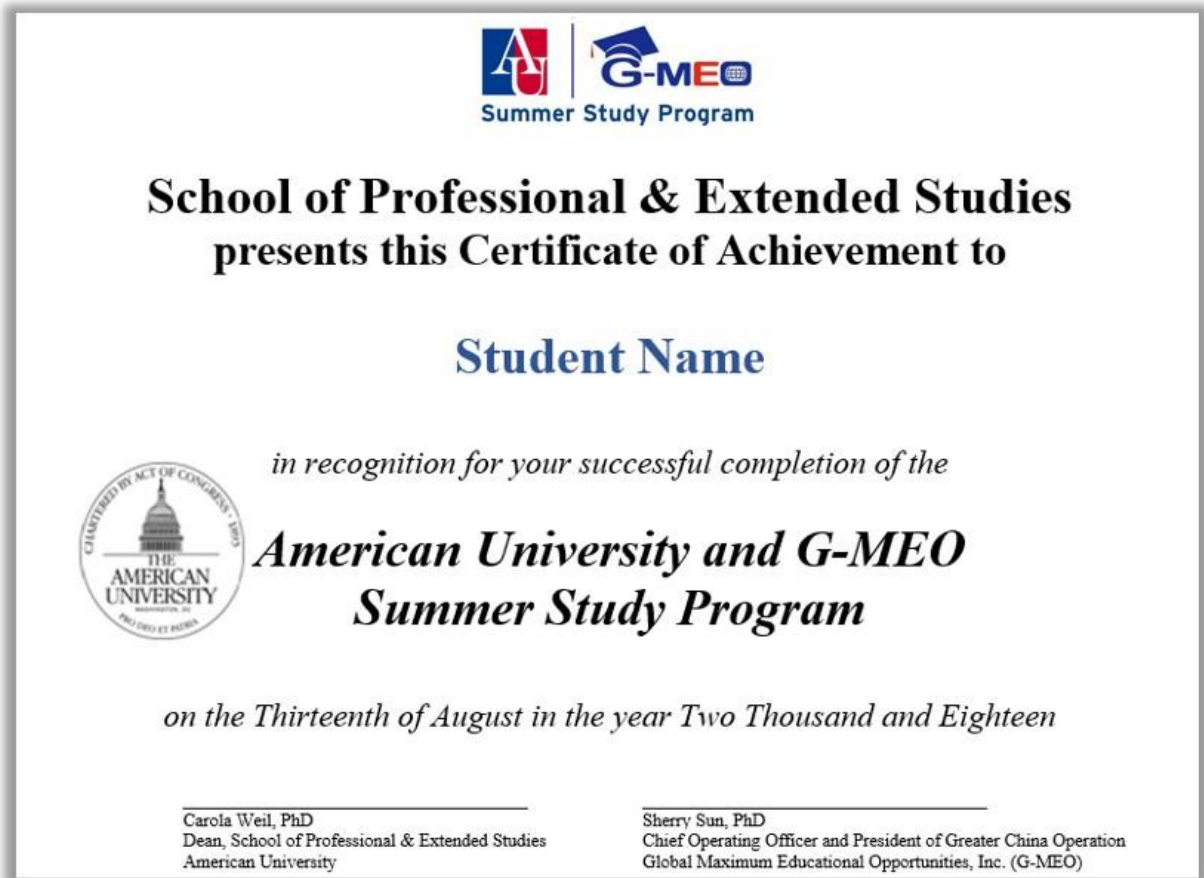 AU G-MEO
Summer Study Program
School of Professional & Extended Studies
presents this Certificate of Achievement to
Student Name
in recognition for your successful completion of the
CHARTERED BY ACT OF CONGRESS · 1893
THE
AMERICAN
UNIVERSITY
WASHINGTON, DC
PRO DEO ET PATRIA
American University and G-MEO
Summer Study Program
on the Thirteenth of August in the year Two Thousand and Eighteen
Carola Weil, PhD
Dean, School of Professional & Extended Studies
American University
Sherry Sun, PhD
Chief Operating Officer and President of Greater China Operation
Global Maximum Educational Opportunities, Inc. (G-MEO)